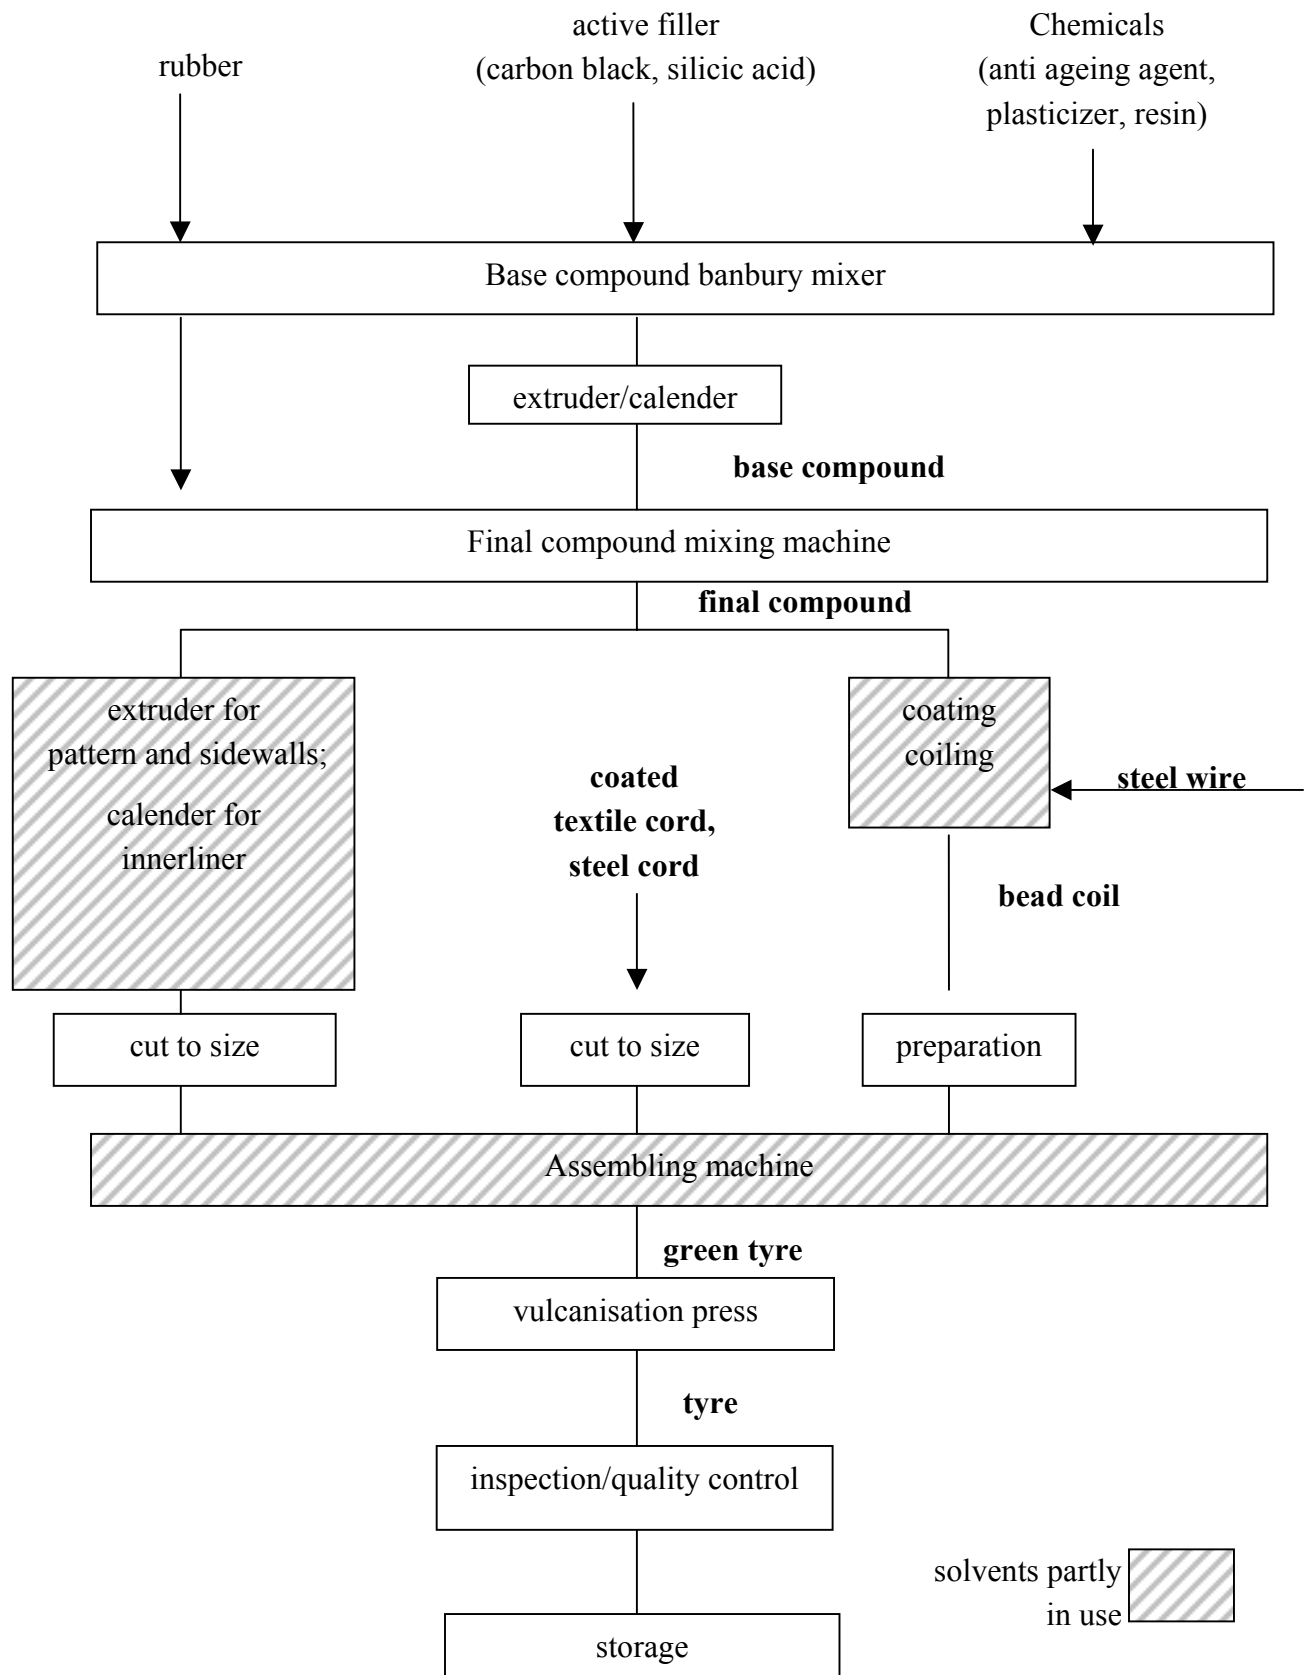 rubber
active filler
(carbon black, silicic acid)
Chemicals
(anti ageing agent,
plasticizer, resin)
Base compound banbury mixer
extruder/calender
base compound
Final compound mixing machine
final compound
extruder for
pattern and sidewalls;
calender for
innerliner
coated
textile cord,
steel cord
coating
coiling
steel wire
bead coil
cut to size
cut to size
preparation
Assembling machine
green tyre
vulcanisation press
tyre
inspection/quality control
solvents partly
in use
storage